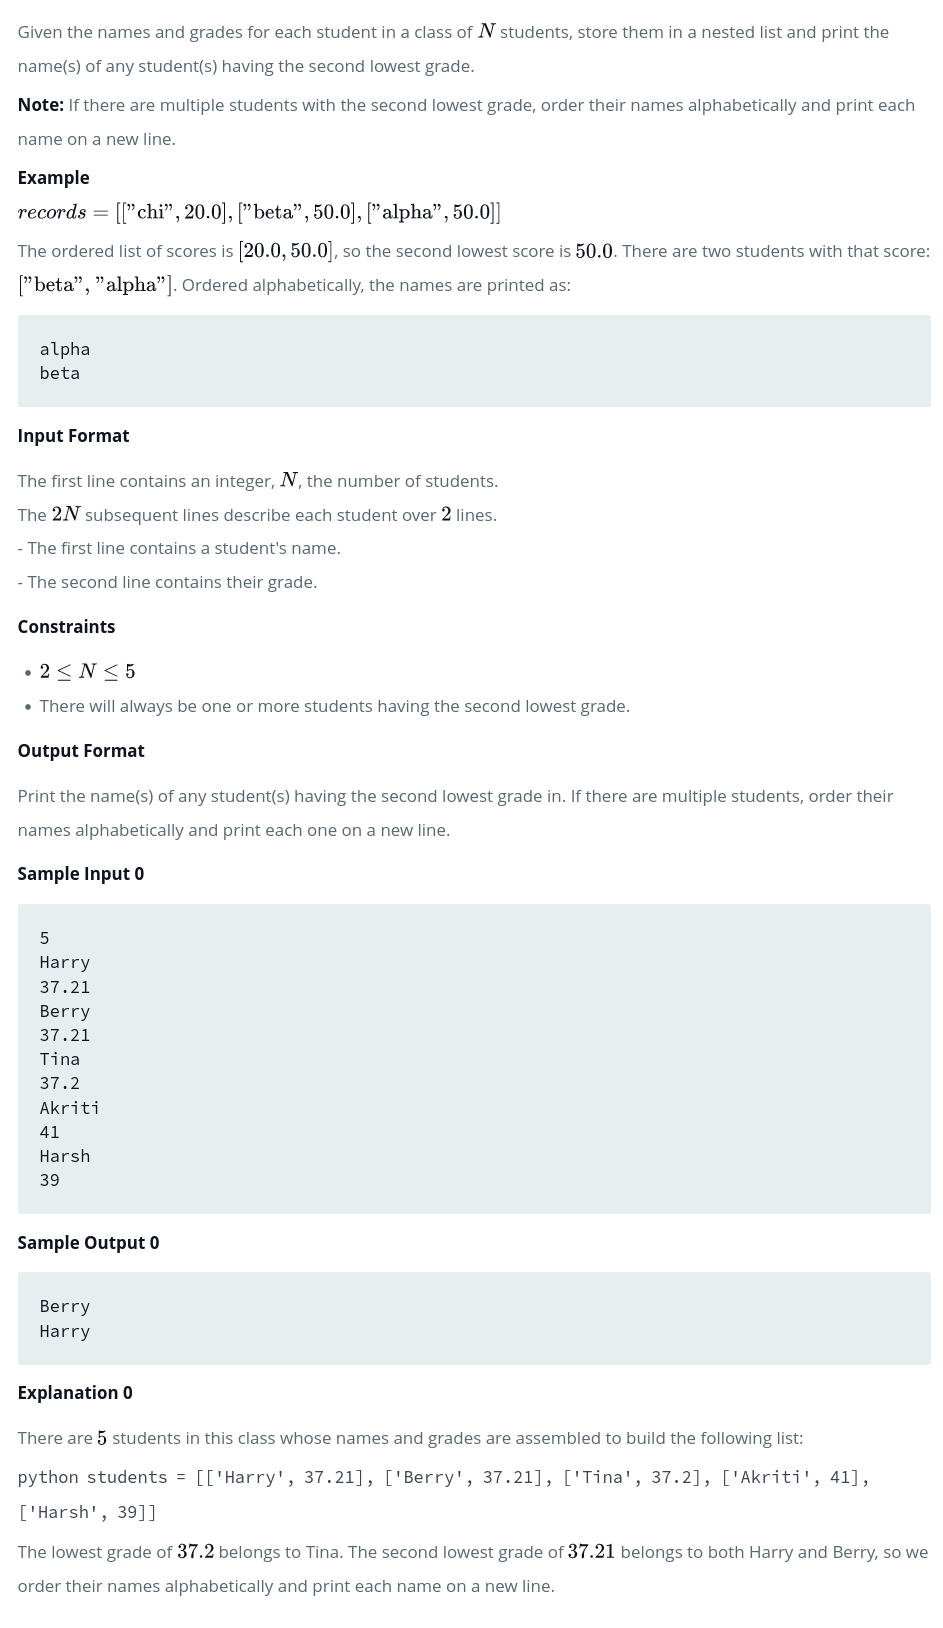 Given the names and grades for each student in a class of N students, store them in a nested list and print the
name(s) of any student(s) having the second lowest grade.
Note: If there are multiple students with the second lowest grade, order their names alphabetically and print each
name on a new line.
Example
records = [["chi", 20.0], ["beta", 50.0], ["alpha", 50.0]]
The ordered list of scores is [20.0, 50.0], so the second lowest score is 50.0. There are two students with that score:
["beta", "alpha"]. Ordered alphabetically, the names are printed as:
alpha
beta
Input Format
The first line contains an integer, N, the number of students.
The 2N subsequent lines describe each student over 2 lines.
- The first line contains a student's name.
- The second line contains their grade.
Constraints
• 2 ≤ N ≤ 5
• There will always be one or more students having the second lowest grade.
Output Format
Print the name(s) of any student(s) having the second lowest grade in. If there are multiple students, order their
names alphabetically and print each one on a new line.
Sample Input 0
5
Harry
37.21
Berry
37.21
Tina
37.2
Akriti
41
Harsh
39
Sample Output 0
Berry
Harry
Explanation 0
There are 5 students in this class whose names and grades are assembled to build the following list:
python students = [['Harry', 37.21], ['Berry', 37.21], ['Tina', 37.2], ['Akriti', 41],
['Harsh', 39]]
The lowest grade of 37.2 belongs to Tina. The second lowest grade of 37.21 belongs to both Harry and Berry, so we
order their names alphabetically and print each name on a new line.